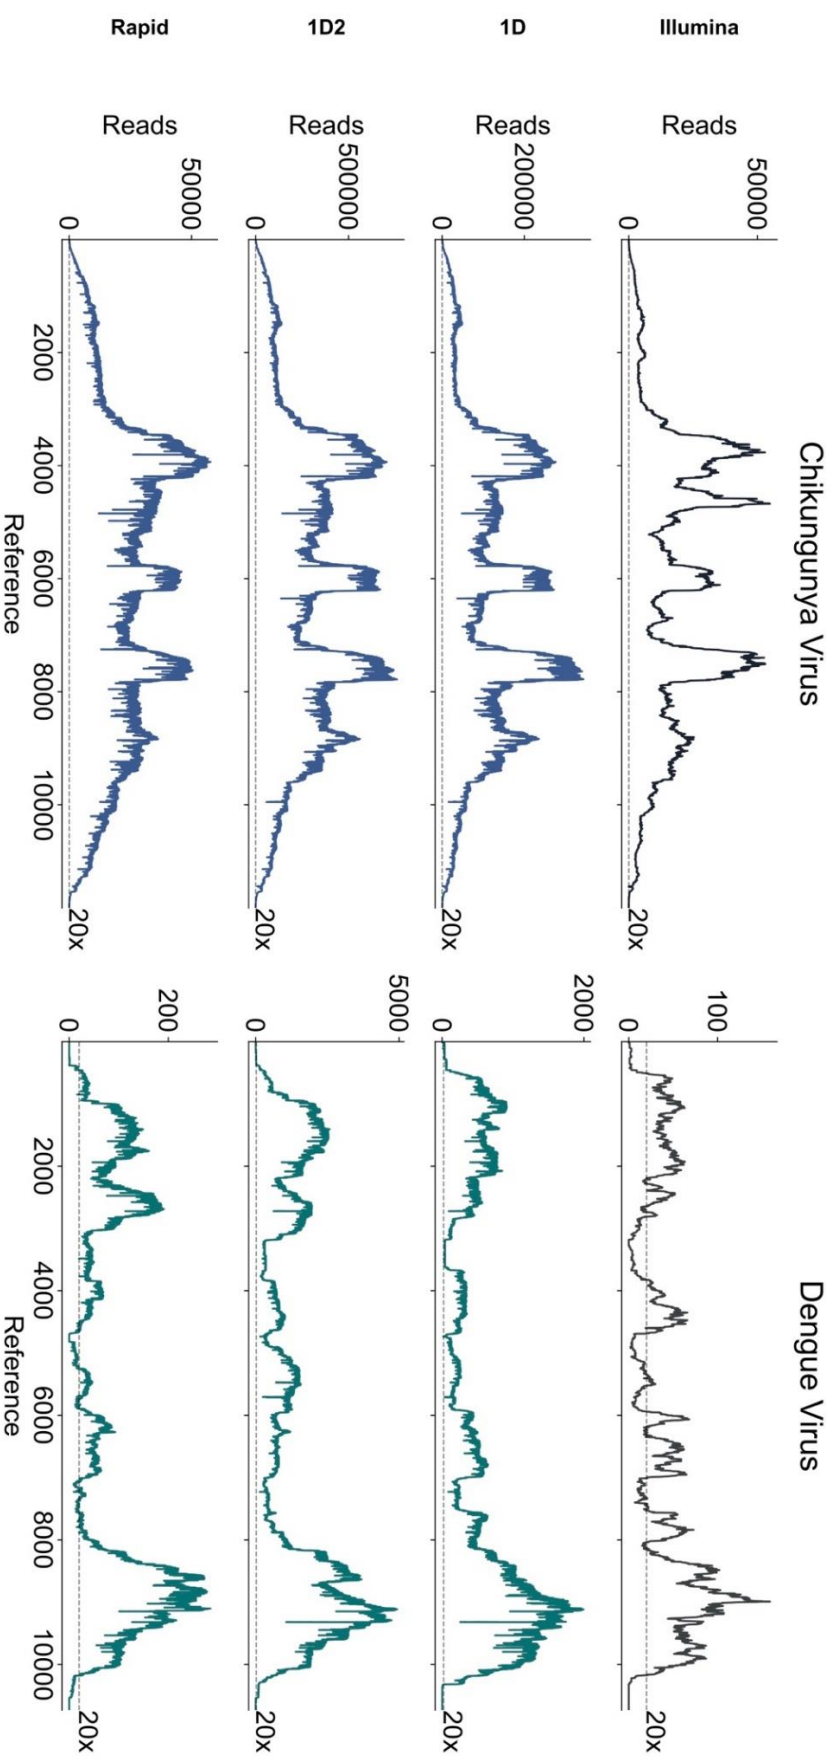 Chikungunya Virus
Dengue Virus
Illumina
Reads
50000
0
20x
100
0
20x
1D
Reads
200000
0
20x
2000
0
20x
1D2
Reads
500000
0
20x
5000
0
20x
Rapid
Reads
50000
0
20x
200
0
20x
2000 4000 6000 8000 10000
2000 4000 6000 8000 10000
Reference
Reference